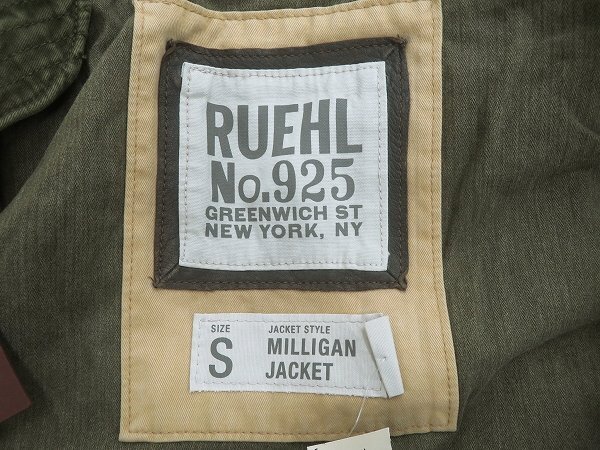 RUEHL
No.925
GREENWICH ST
NEW YORK, NY
SIZE
S
JACKET STYLE
MILLIGAN
JACKET